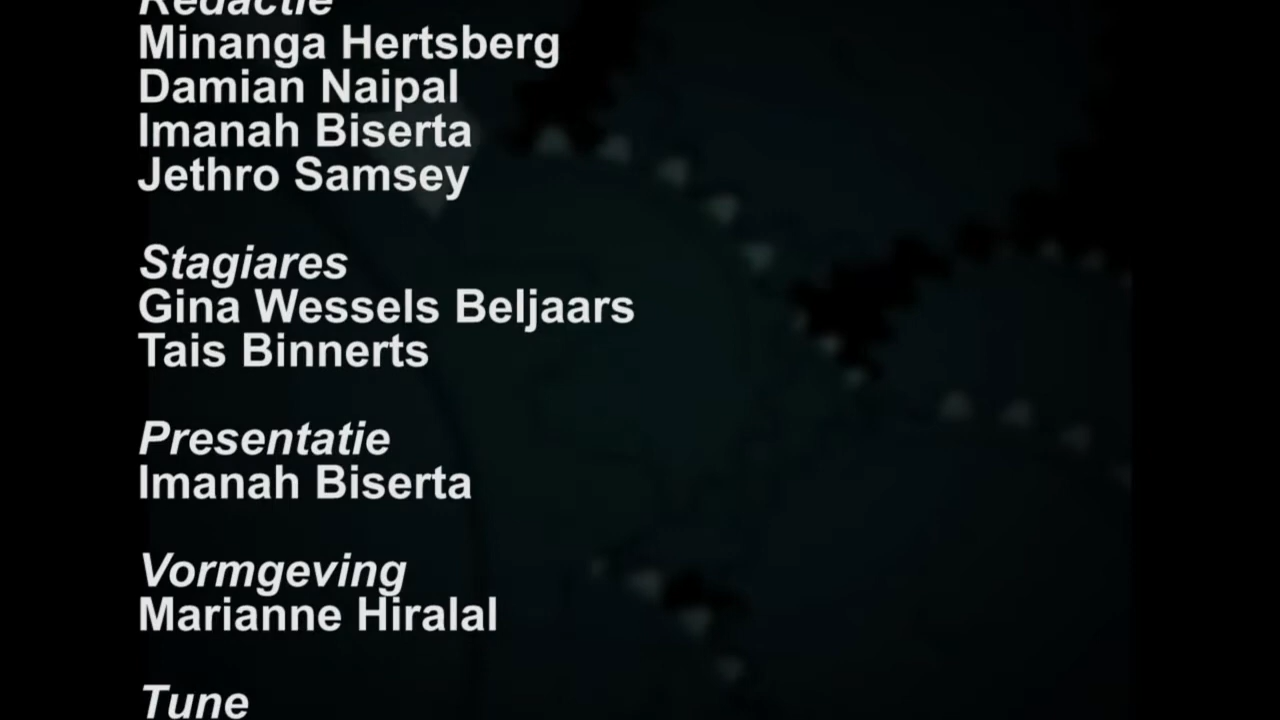 Redactie
Minanga Hertsberg
Damian Naipal
Imanah Biserta
Jethro Samsey
Stagiares
Gina Wessels Beljaars
Tais Binnerts
Presentatie
Imanah Biserta
Vormgeving
Marianne Hiralal
Tune